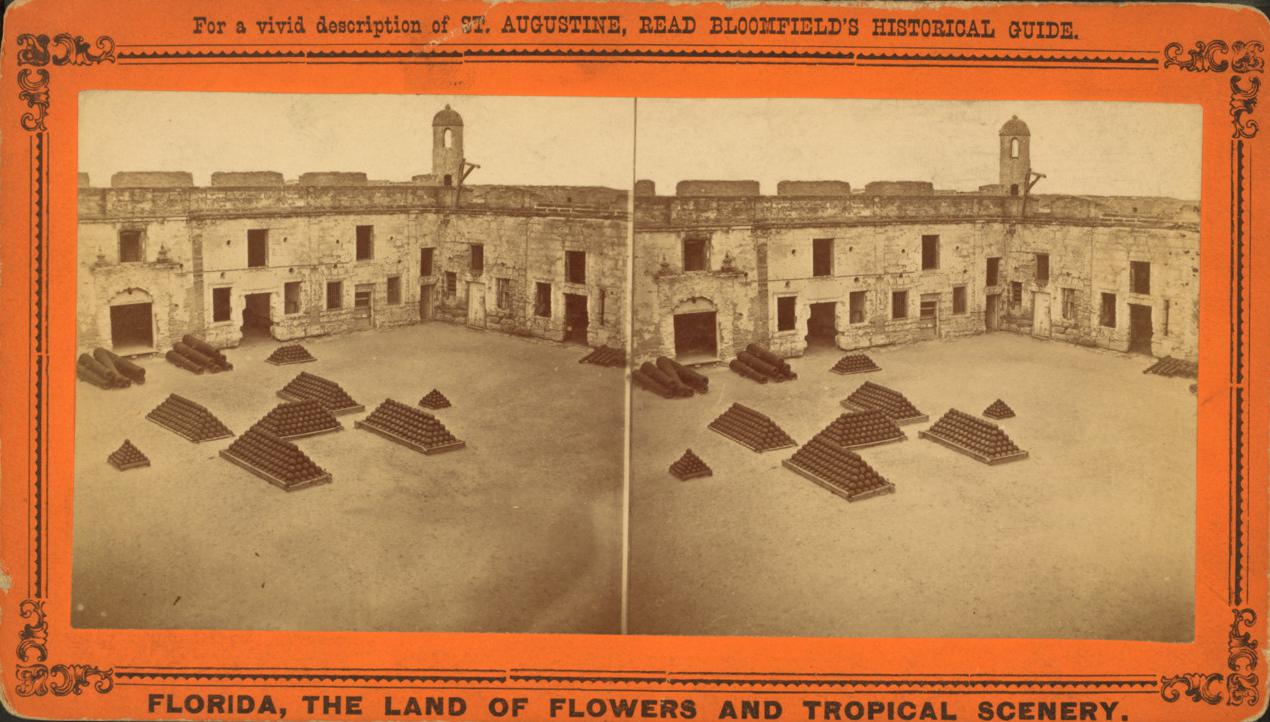 For a vivid description of ST. AUGUSTINE, READ BLOOMFIELD'S HISTORICAL GUIDE.
FLORIDA, THE LAND OF FLOWERS AND TROPICAL SCENERY.